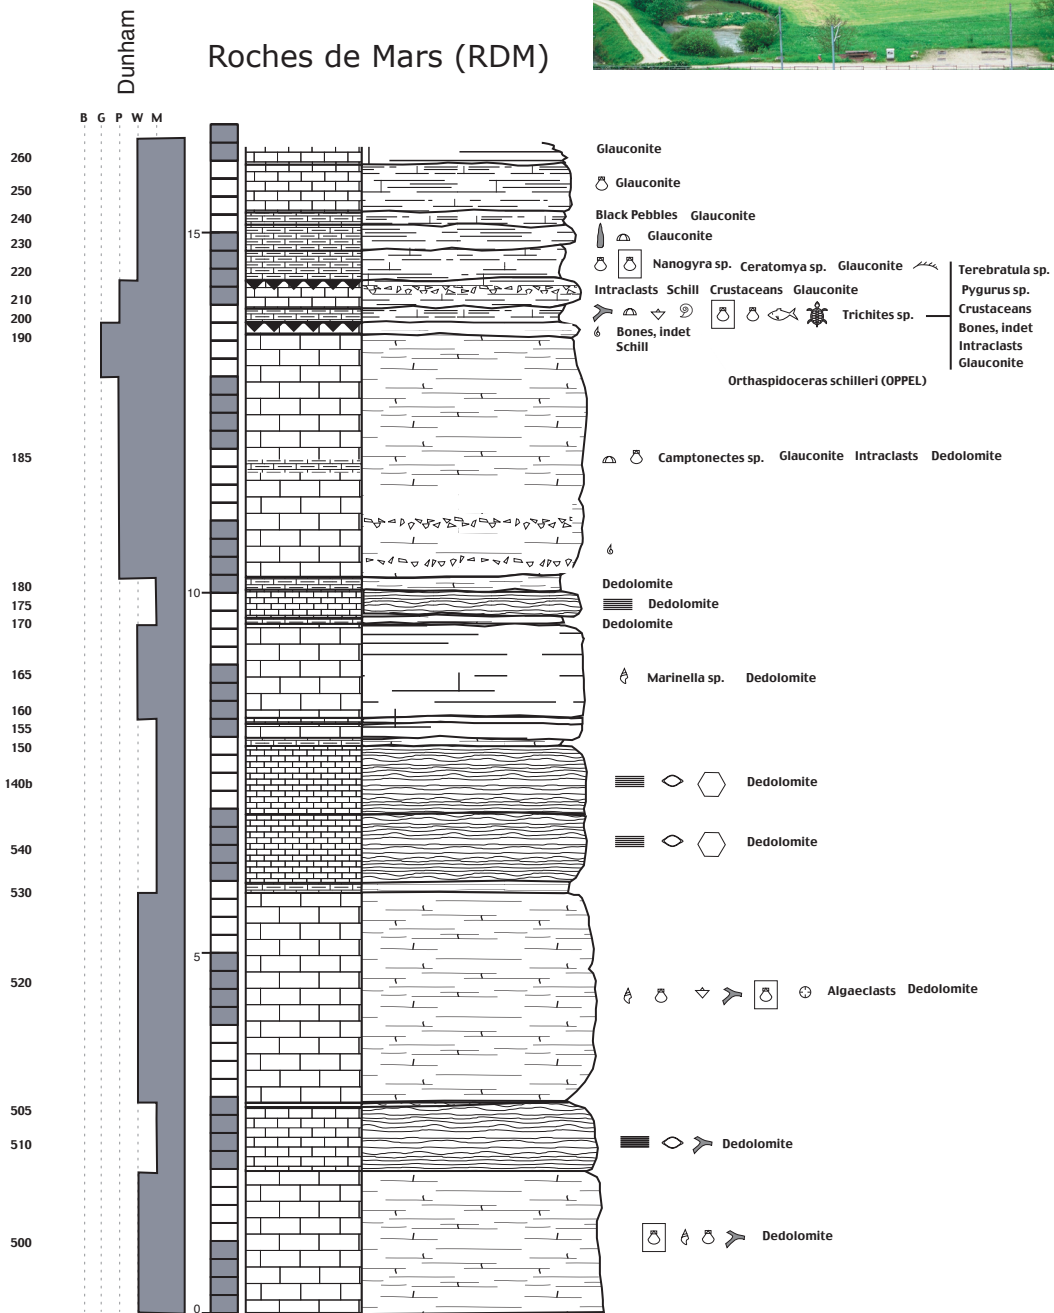 Dunham
Roches de Mars (RDM)
B G P W M
260
Glauconite
250
Glauconite
240
Black Pebbles Glauconite
15
230
Glauconite
220
Nanogyra sp. Ceratomya sp. Glauconite
Terebratula sp.
210
Intraclasts Schill Crustaceans Glauconite
Pygurus sp.
200
Trichites sp.
Crustaceans
190
Bones, indet
Schill
Bones, indet
Intraclasts
Glauconite
Orthaspidoceras schilleri (OPPEL)
185
Camptonectes sp. Glauconite Intraclasts Dedolomite
180
10
Dedolomite
175
Dedolomite
170
Dedolomite
165
Marinella sp. Dedolomite
160
155
150
140b
Dedolomite
540
Dedolomite
530
5
520
Algaeclasts Dedolomite
505
510
Dedolomite
500
Dedolomite
0